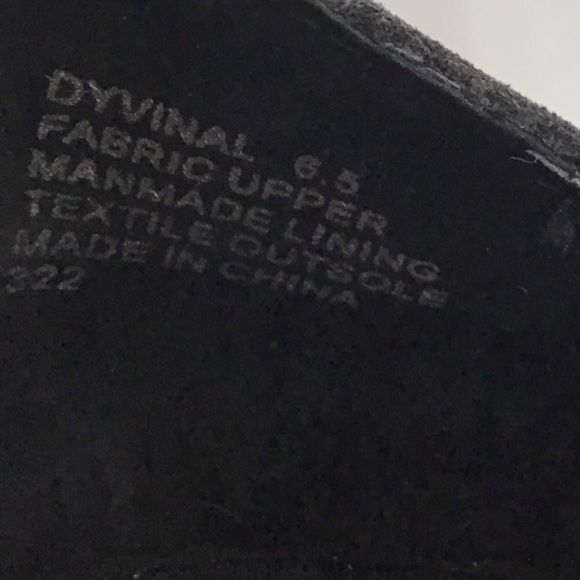 DYVINAL 6.5
FABRIC UPPER
MANMADE LINING
TEXTILE OUTSOLE
MADE IN CHINA
322